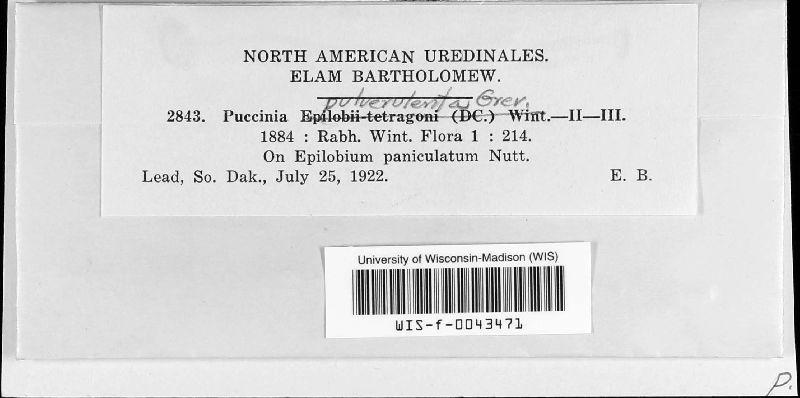 NORTH AMERICAN UREDINALES.
ELAM BARTHOLOMEW.
pulverulenta Grev.
2843. Puccinia Epilobii-tetragoni (DC.) Wint.—II—III.
1884 : Rabh. Wint. Flora 1 : 214.
On Epilobium paniculatum Nutt.
Lead, So. Dak., July 25, 1922. E. B.
University of Wisconsin-Madison (WIS)
WIS-f-0043471
P.